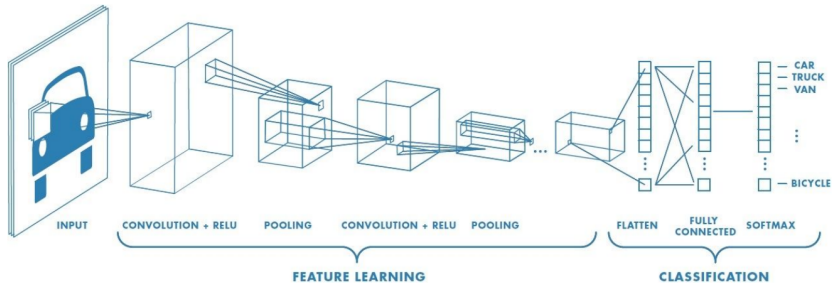 CAR
TRUCK
VAN
BICYCLE
INPUT
CONVOLUTION + RELU
POOLING
CONVOLUTION + RELU
POOLING
FLATTEN
FULLY
CONNECTED
SOFTMAX
FEATURE LEARNING
CLASSIFICATION